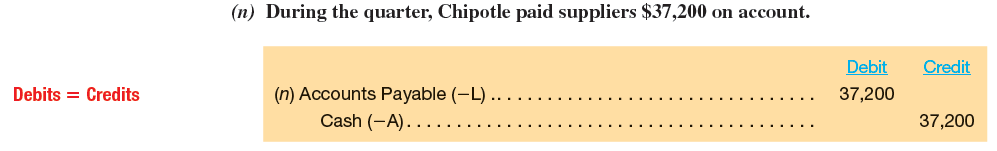 (n) During the quarter, Chipotle paid suppliers $37,200 on account.
Debit Credit
Debits = Credits
(n) Accounts Payable (−L) . . . . . . . . . . . . . . . . . . . . . . . . . . . . . . . . . 37,200
Cash (−A). . . . . . . . . . . . . . . . . . . . . . . . . . . . . . . . . . . . . . . . . 37,200